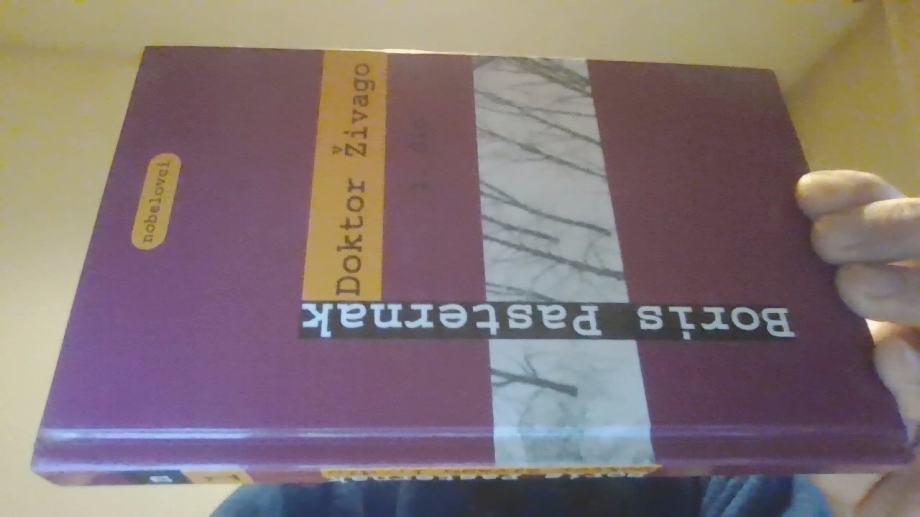 nobelovci
Doktor Živago
Boris Pasternak